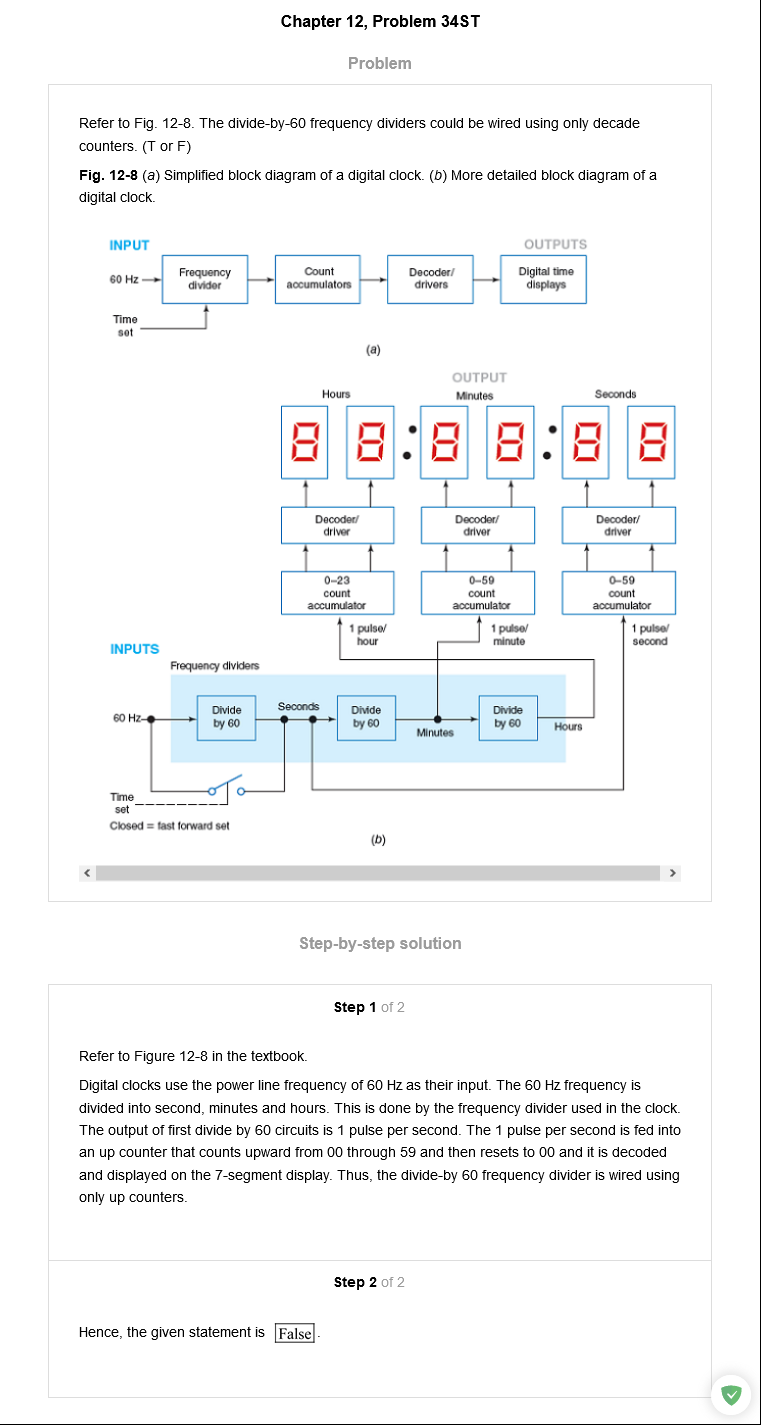 Chapter 12, Problem 34ST
Problem
Refer to Fig. 12-8. The divide-by-60 frequency dividers could be wired using only decade
counters. (T or F)
Fig. 12-8 (a) Simplified block diagram of a digital clock. (b) More detailed block diagram of a
digital clock.
INPUT
OUTPUTS
60 Hz
Frequency
divider
Count
accumulators
Decoder/
drivers
Digital time
displays
Time
set
(a)
OUTPUT
Hours
Minutes
Seconds
8 8 : 8 8 : 8 8
Decoder/
driver
Decoder/
driver
Decoder/
driver
0–23
count
accumulator
0–59
count
accumulator
0–59
count
accumulator
1 pulse/
hour
1 pulse/
minute
1 pulse/
second
INPUTS
Frequency dividers
60 Hz
Divide
by 60
Seconds
Divide
by 60
Minutes
Divide
by 60
Hours
Time
set
Closed = fast forward set
(b)
Step-by-step solution
Step 1 of 2
Refer to Figure 12-8 in the textbook.
Digital clocks use the power line frequency of 60 Hz as their input. The 60 Hz frequency is
divided into second, minutes and hours. This is done by the frequency divider used in the clock.
The output of first divide by 60 circuits is 1 pulse per second. The 1 pulse per second is fed into
an up counter that counts upward from 00 through 59 and then resets to 00 and it is decoded
and displayed on the 7-segment display. Thus, the divide-by 60 frequency divider is wired using
only up counters.
Step 2 of 2
Hence, the given statement is False.